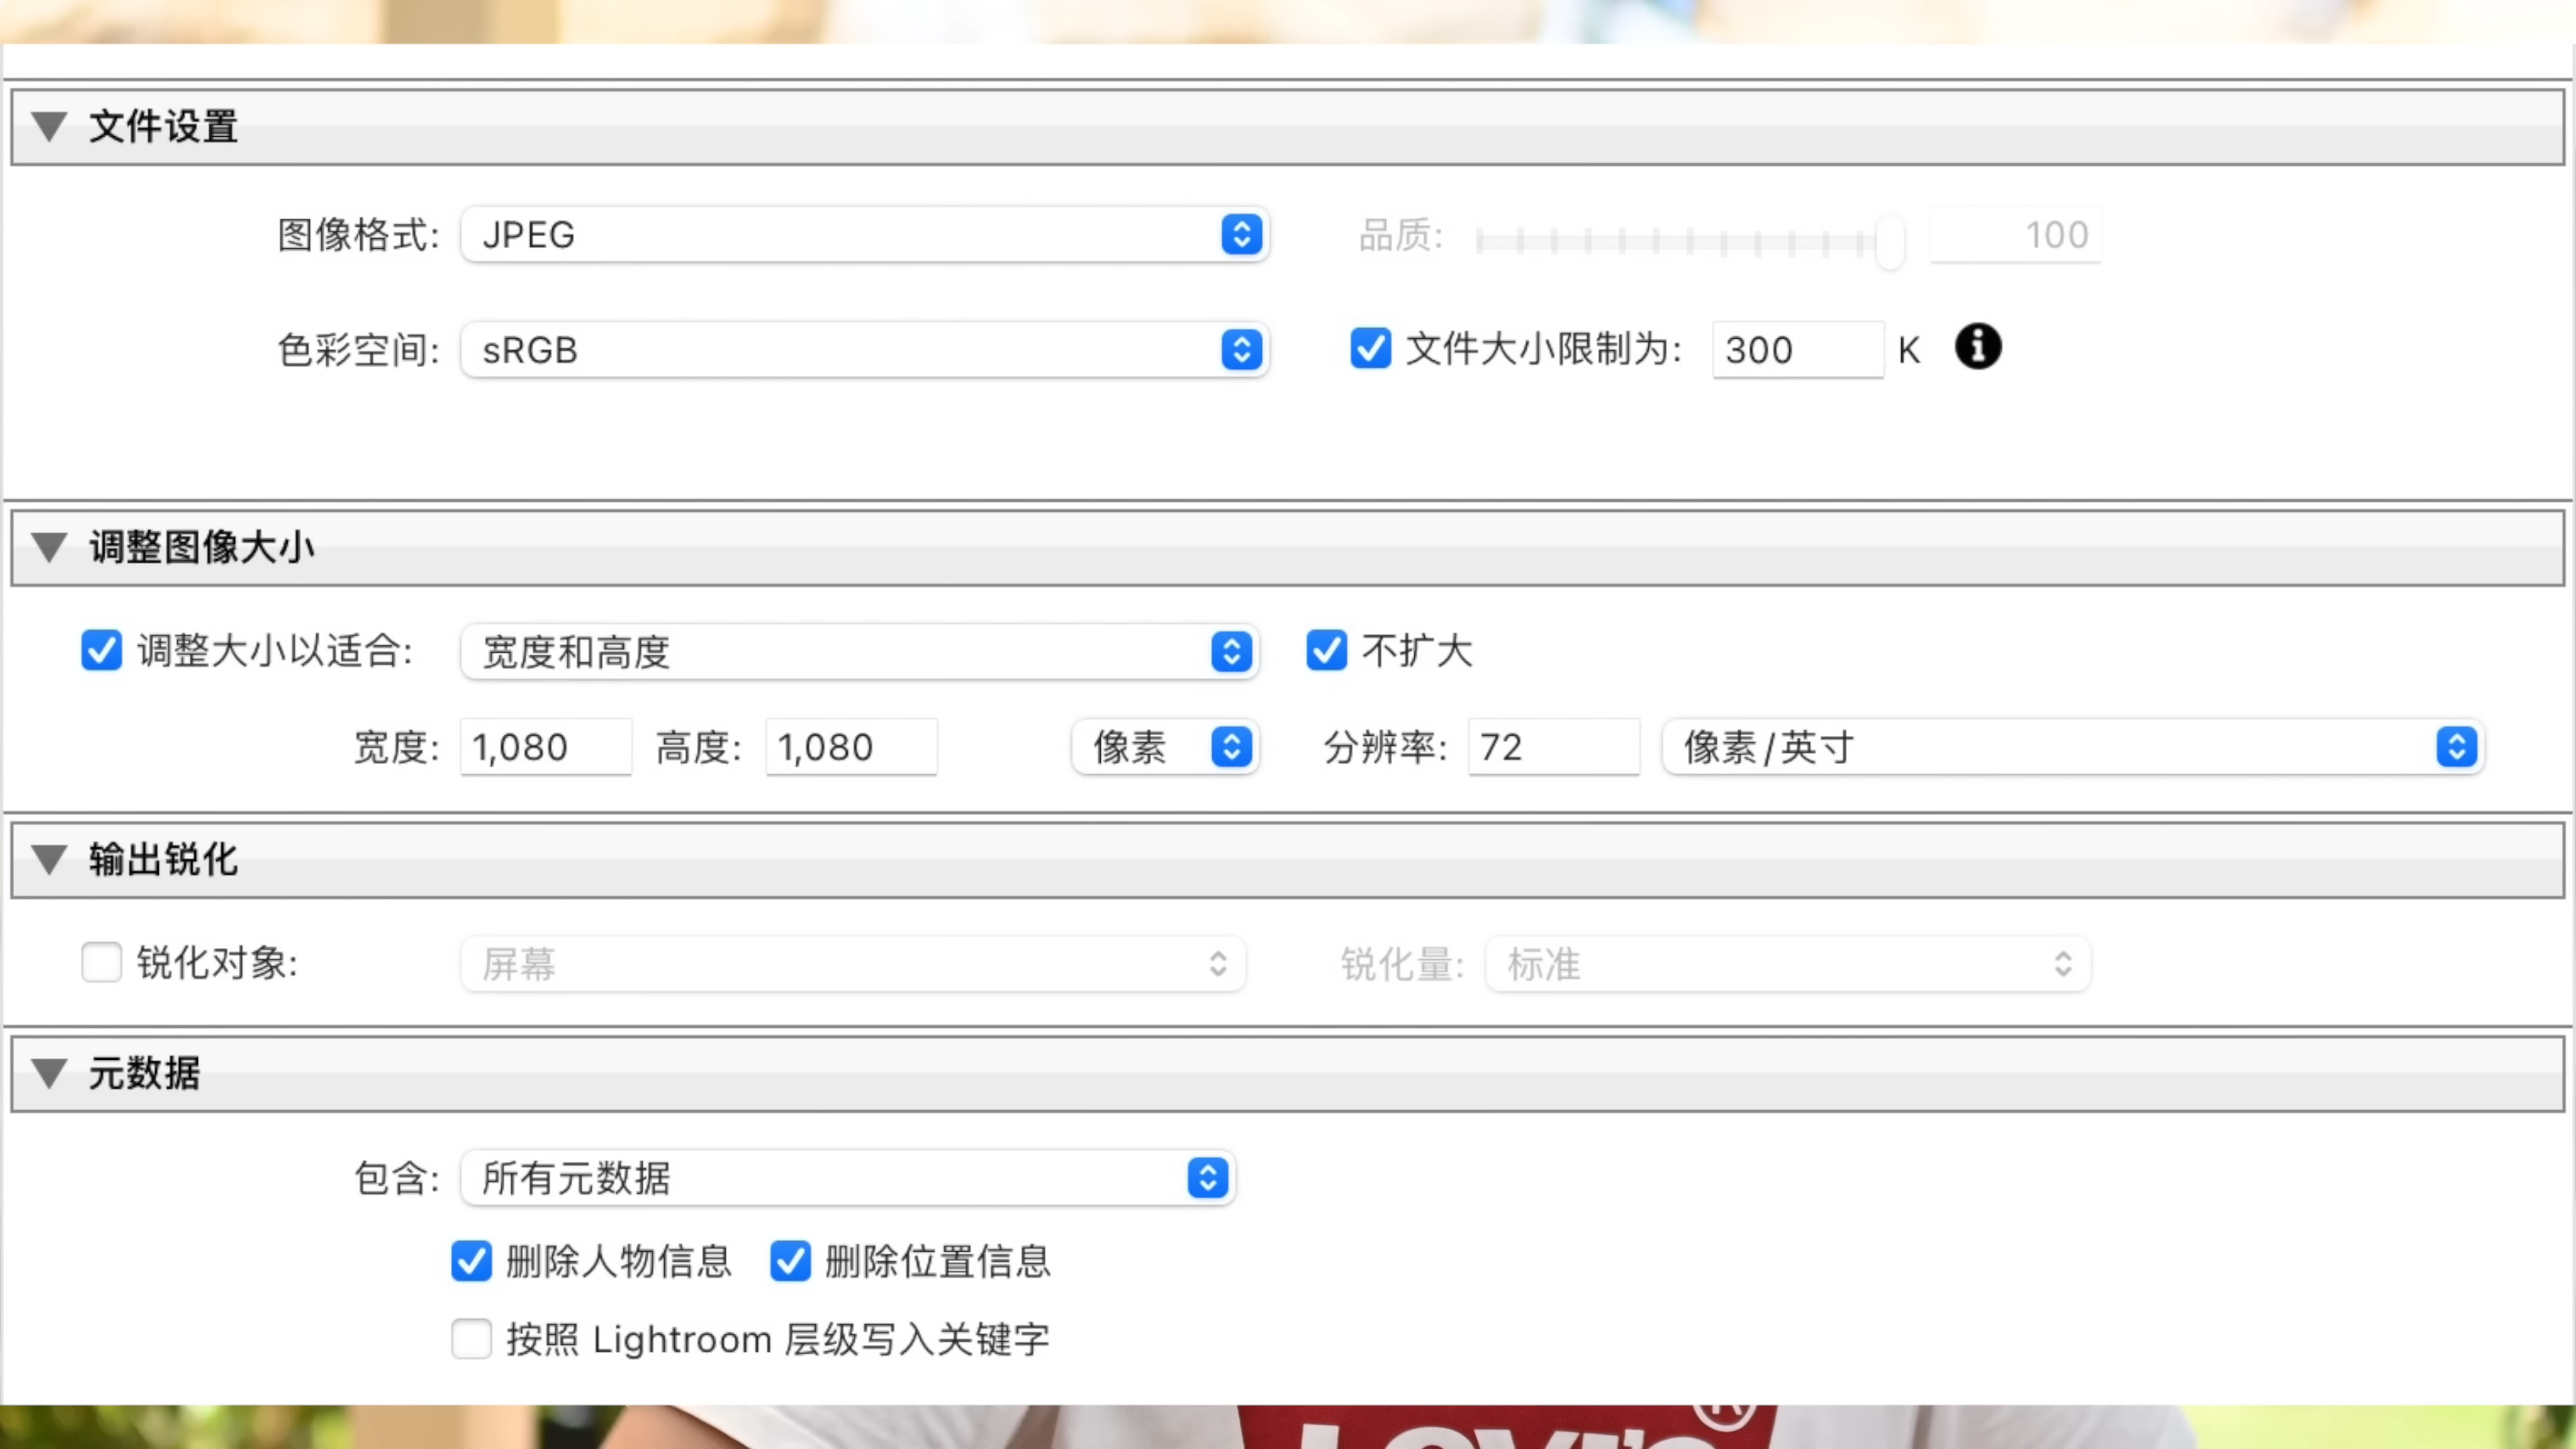 文件设置
图像格式: JPEG 品质: 100
色彩空间: sRGB 文件大小限制为: 300 K
调整图像大小
调整大小以适合: 宽度和高度 不扩大
宽度: 1,080 高度: 1,080 像素 分辨率: 72 像素/英寸
输出锐化
锐化对象: 屏幕 锐化量: 标准
元数据
包含: 所有元数据
删除人物信息 删除位置信息
按照 Lightroom 层级写入关键字